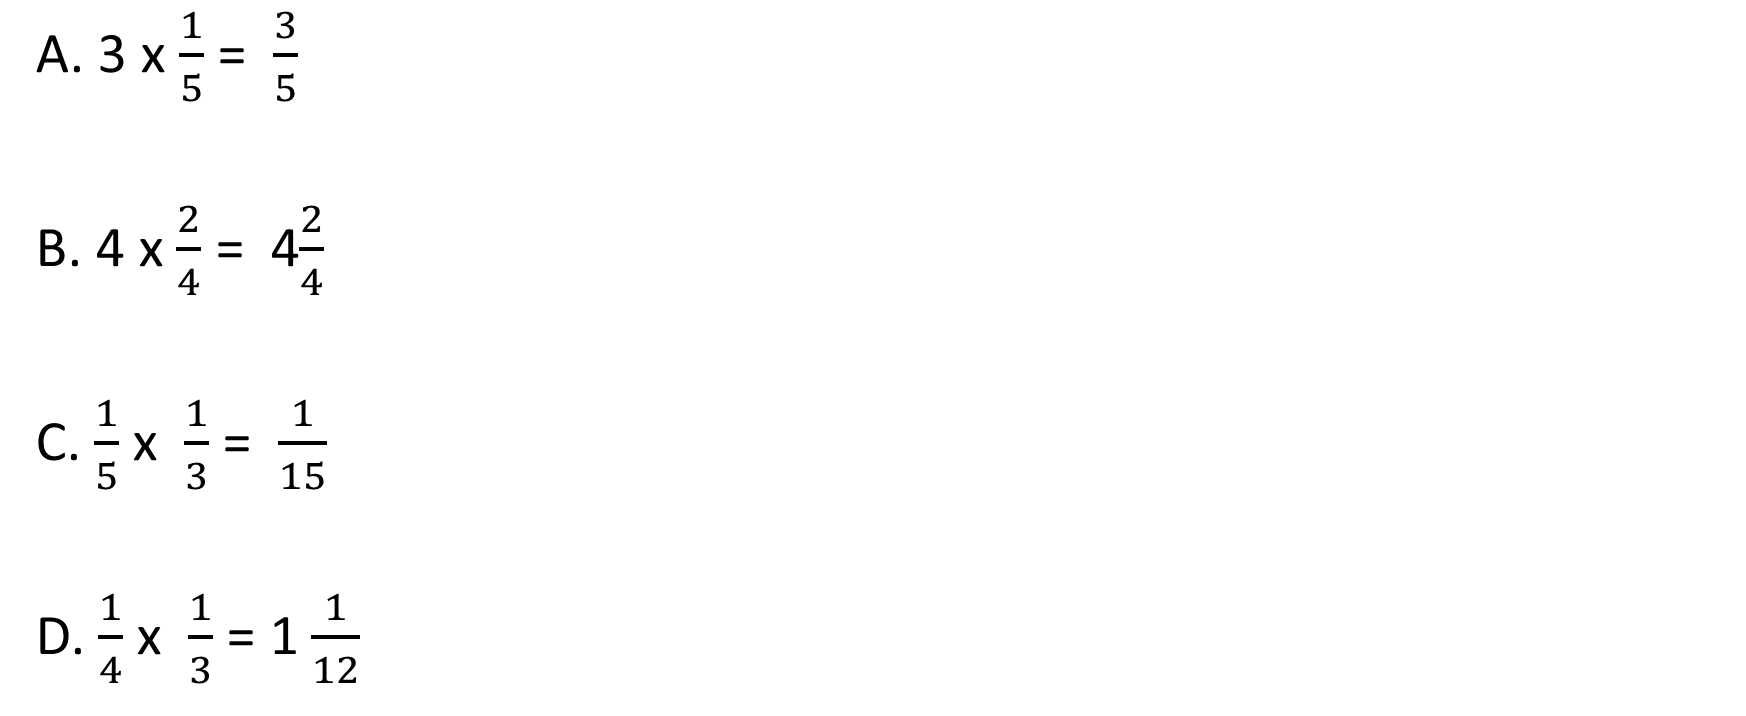 A. 3 x 1/5 = 3/5
B. 4 x 2/4 = 4 2/4
C. 1/5 x 1/3 = 1/15
D. 1/4 x 1/3 = 1 1/12